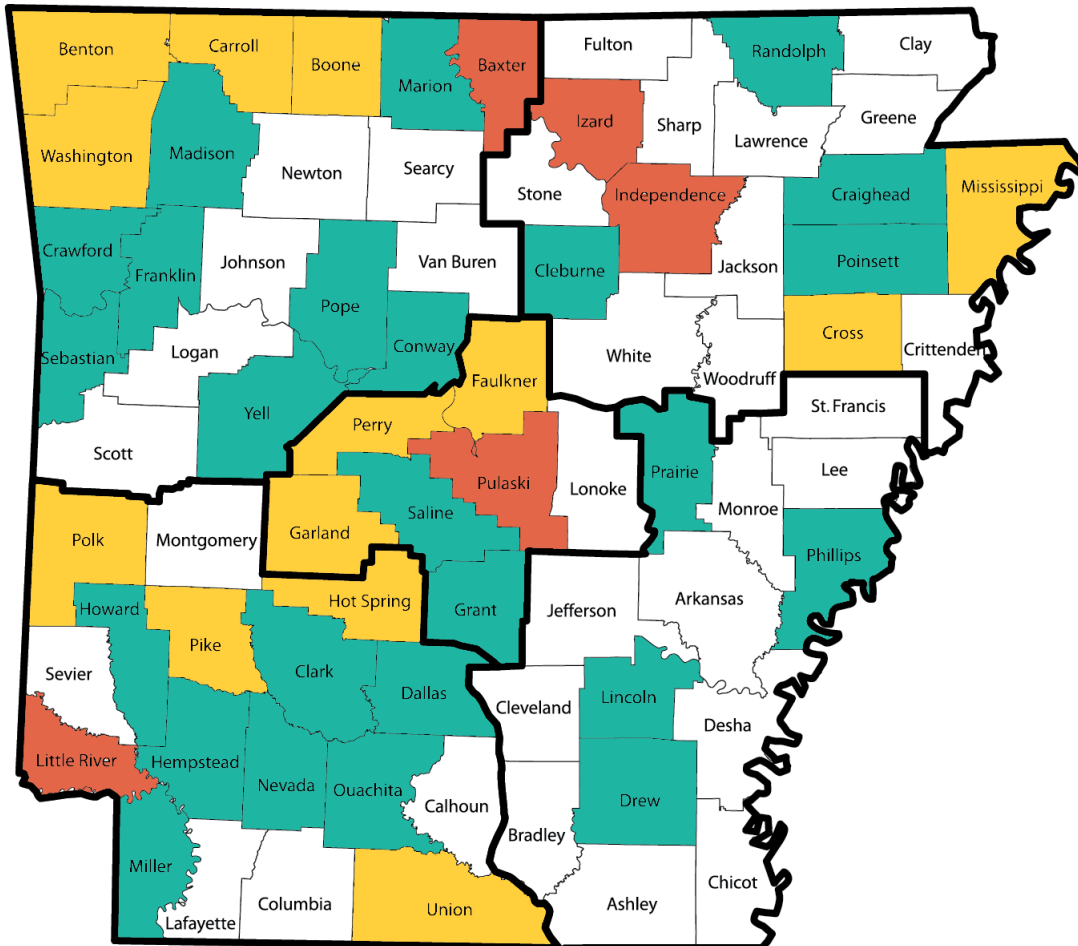 Benton
Carroll
Boone
Marion
Baxter
Fulton
Randolph
Clay
Washington
Madison
Newton
Searcy
Izard
Sharp
Lawrence
Greene
Stone
Independence
Craighead
Mississippi
Crawford
Franklin
Johnson
Van Buren
Cleburne
Jackson
Poinsett
Sebastian
Logan
Pope
Conway
White
Woodruff
Cross
Crittenden
Faulkner
Yell
Scott
Perry
Pulaski
Lonoke
Prairie
St. Francis
Lee
Monroe
Saline
Garland
Polk
Montgomery
Phillips
Hot Spring
Grant
Jefferson
Arkansas
Howard
Pike
Clark
Sevier
Dallas
Cleveland
Lincoln
Desha
Little River
Hempstead
Nevada
Ouachita
Calhoun
Bradley
Drew
Miller
Lafayette
Columbia
Union
Ashley
Chicot